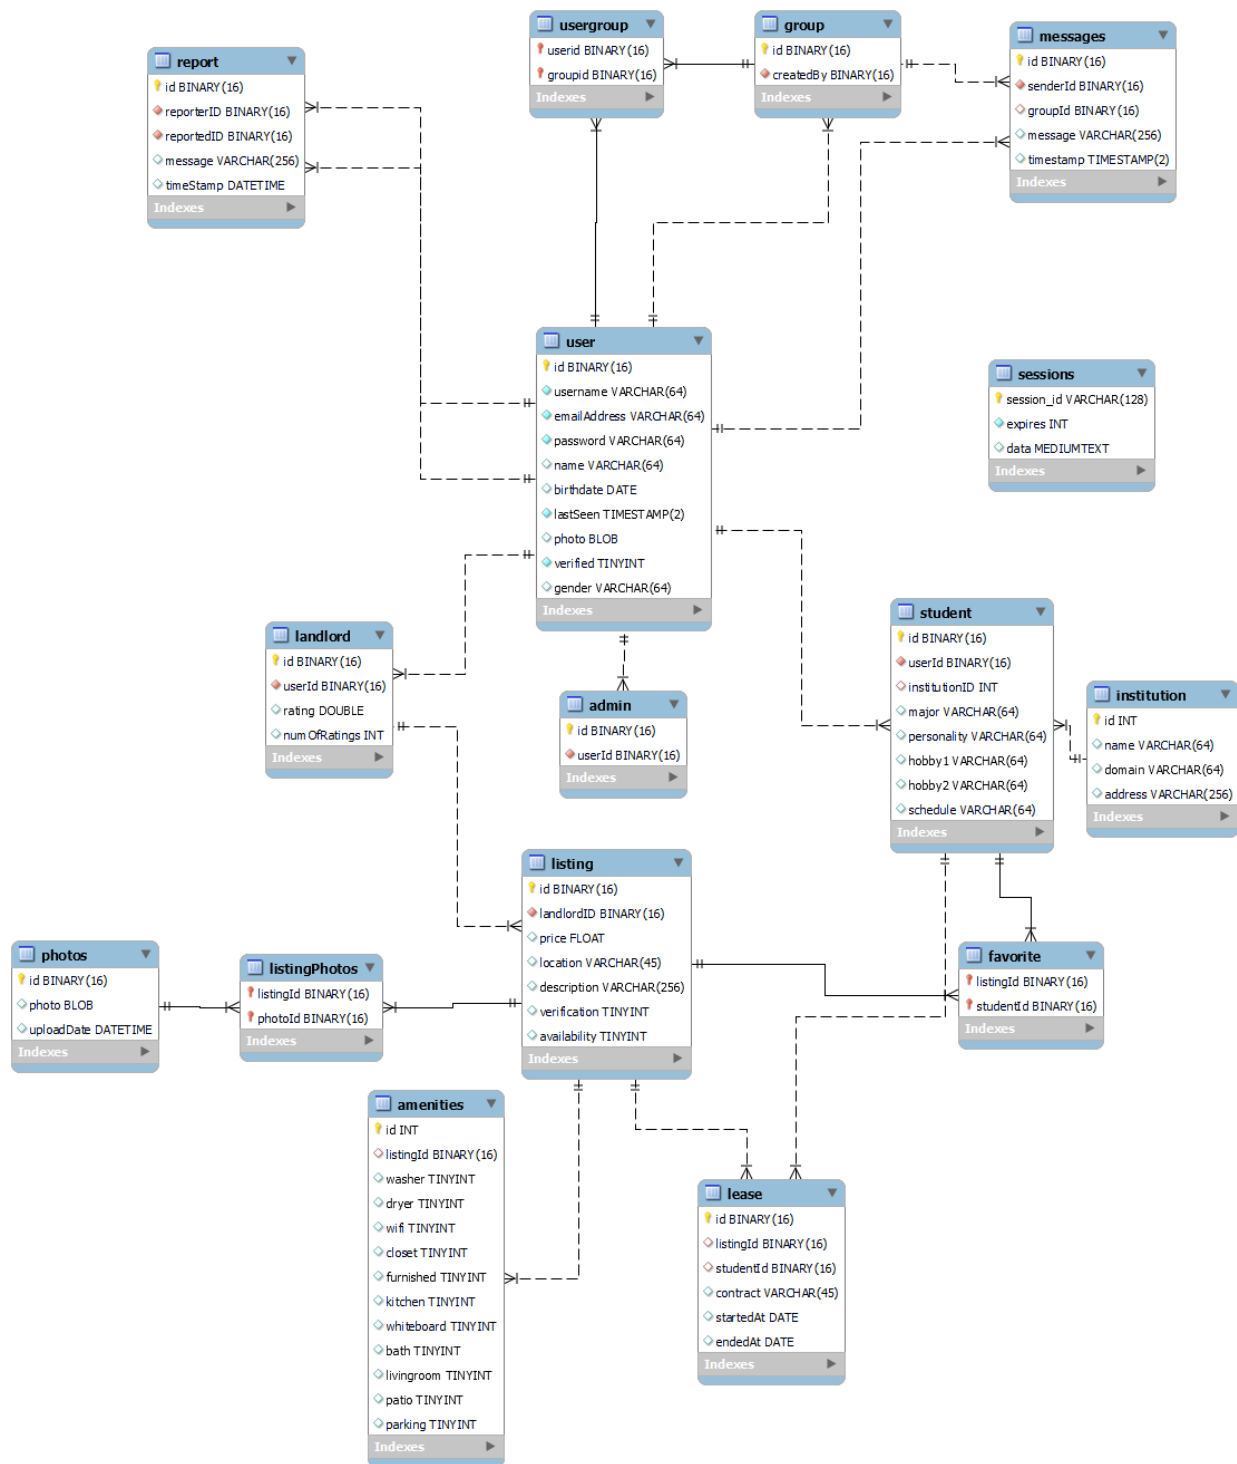 usergroup
userid BINARY(16)
groupid BINARY(16)
Indexes
group
id BINARY(16)
createdBy BINARY(16)
Indexes
messages
id BINARY(16)
senderId BINARY(16)
groupId BINARY(16)
message VARCHAR(256)
timestamp TIMESTAMP(2)
Indexes
report
id BINARY(16)
reporterID BINARY(16)
reportedID BINARY(16)
message VARCHAR(256)
timeStamp DATETIME
Indexes
user
id BINARY(16)
username VARCHAR(64)
emailAddress VARCHAR(64)
password VARCHAR(64)
name VARCHAR(64)
birthdate DATE
lastSeen TIMESTAMP(2)
photo BLOB
verified TINYINT
gender VARCHAR(64)
Indexes
sessions
session_id VARCHAR(128)
expires INT
data MEDIUMTEXT
Indexes
landlord
id BINARY(16)
userId BINARY(16)
rating DOUBLE
numOfRatings INT
Indexes
admin
id BINARY(16)
userId BINARY(16)
Indexes
student
id BINARY(16)
userId BINARY(16)
institutionID INT
major VARCHAR(64)
personality VARCHAR(64)
hobby1 VARCHAR(64)
hobby2 VARCHAR(64)
schedule VARCHAR(64)
Indexes
institution
id INT
name VARCHAR(64)
domain VARCHAR(64)
address VARCHAR(256)
Indexes
listing
id BINARY(16)
landlordID BINARY(16)
price FLOAT
location VARCHAR(45)
description VARCHAR(256)
verification TINYINT
availability TINYINT
Indexes
photos
id BINARY(16)
photo BLOB
uploadDate DATETIME
Indexes
listingPhotos
listingId BINARY(16)
photoId BINARY(16)
Indexes
favorite
listingId BINARY(16)
studentId BINARY(16)
Indexes
amenities
id INT
listingId BINARY(16)
washer TINYINT
dryer TINYINT
wifi TINYINT
closet TINYINT
furnished TINYINT
kitchen TINYINT
whiteboard TINYINT
bath TINYINT
livingroom TINYINT
patio TINYINT
parking TINYINT
Indexes
lease
id BINARY(16)
listingId BINARY(16)
studentId BINARY(16)
contract VARCHAR(45)
startedAt DATE
endedAt DATE
Indexes